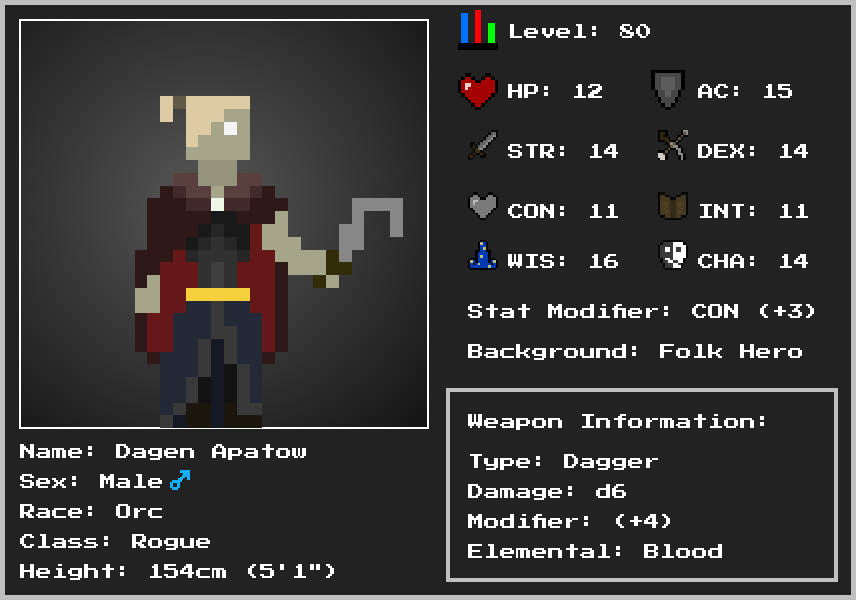 Level: 80
HP: 12
AC: 15
STR: 14
DEX: 14
CON: 11
INT: 11
WIS: 16
CHA: 14
Stat Modifier: CON (+3)
Background: Folk Hero
Weapon Information:
Type: Dagger
Damage: d6
Modifier: (+4)
Elemental: Blood
Name: Dagen Apatow
Sex: Male ♂
Race: Orc
Class: Rogue
Height: 154cm (5'1")